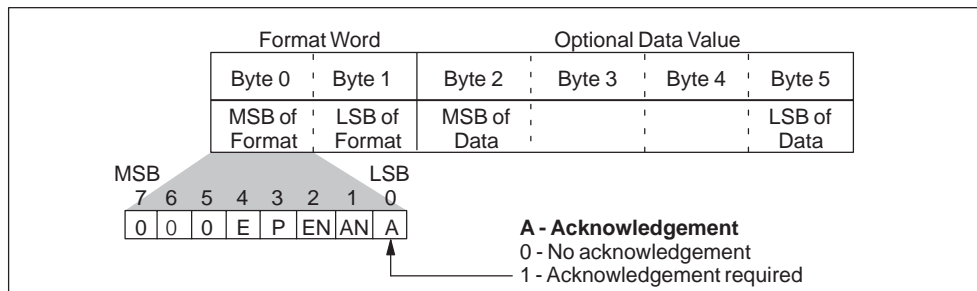 Format Word Optional Data Value
Byte 0 Byte 1 Byte 2 Byte 3 Byte 4 Byte 5
MSB of Format LSB of Format MSB of Data LSB of Data
MSB LSB
7 6 5 4 3 2 1 0
0 0 0 E P EN AN A
A - Acknowledgement
0 - No acknowledgement
1 - Acknowledgement required